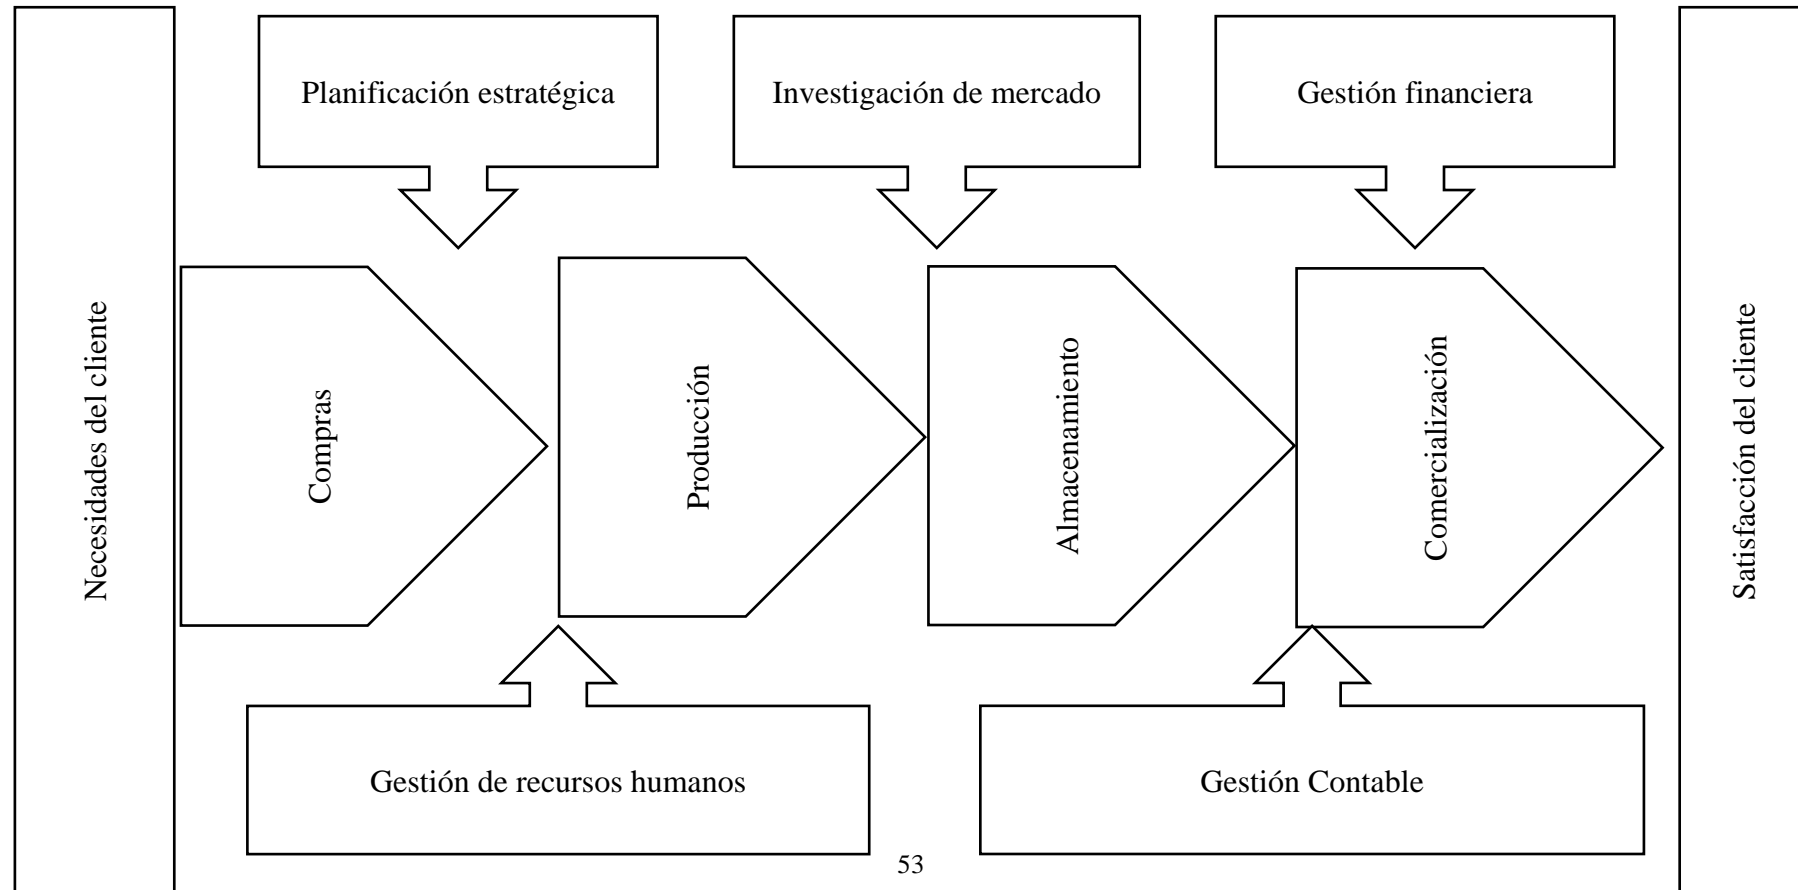 Necesidades del cliente
Planificación estratégica
Investigación de mercado
Gestión financiera
Compras
Producción
Almacenamiento
Comercialización
Gestión de recursos humanos
Gestión Contable
Satisfacción del cliente
53